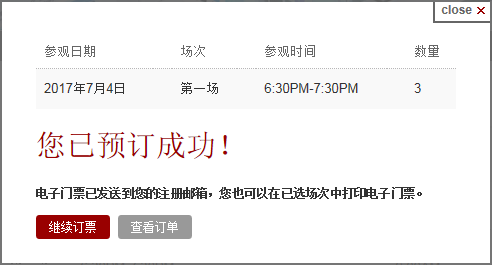 close ×
参观日期 场次 参观时间 数量
2017年7月4日 第一场 6:30PM-7:30PM 3
您已预订成功！
电子门票已发送到您的注册邮箱，您也可以在已选场次中打印电子门票。
继续订票 查看订单